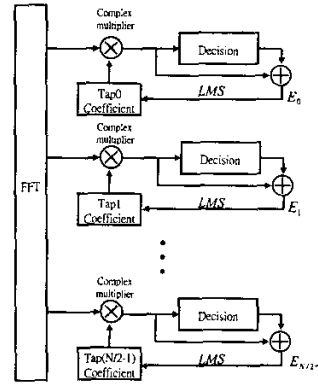 Complex
multiplier
Decision
Tap0
Coefficient
LMS
E0
Complex
multiplier
Decision
FFT
Tap1
Coefficient
LMS
E1
Complex
multiplier
Decision
Tap(N/2-1)
Coefficient
LMS